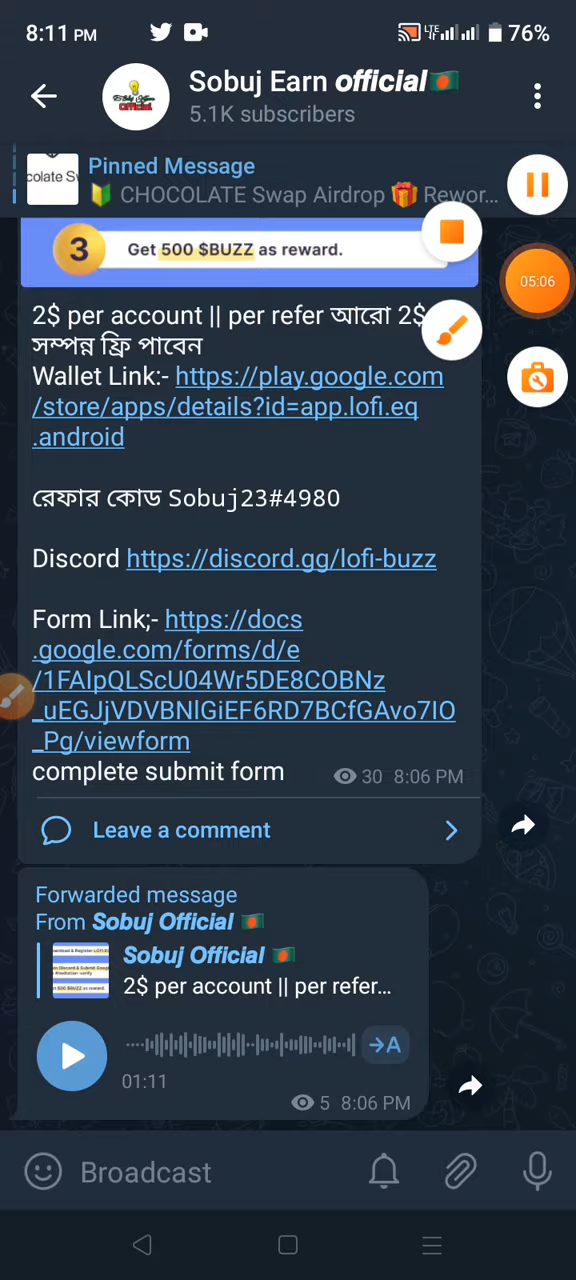 8:11 PM
LTE
76%
Sobuj Earn official
5.1K subscribers
Pinned Message
colate Sw
CHOCOLATE Swap Airdrop 🎁 Rewor...
3
Get 500 $BUZZ as reward.
05:06
2$ per account || per refer আরো 2$
সম্পন্ন ফ্রি পাবেন
Wallet Link:- https://play.google.com
/store/apps/details?id=app.lofi.eq
.android
রেফার কোড Sobuj23#4980
Discord https://discord.gg/lofi-buzz
Form Link;- https://docs
.google.com/forms/d/e
/1FAIpQLScU04Wr5DE8COBNz
_uEGJjVDVBNlGiEF6RD7BCfGAvo7IO
_Pg/viewform
complete submit form
30 8:06 PM
Leave a comment
Forwarded message
From Sobuj Official
Sobuj Official
2$ per account || per refer...
→A
01:11
5 8:06 PM
Broadcast